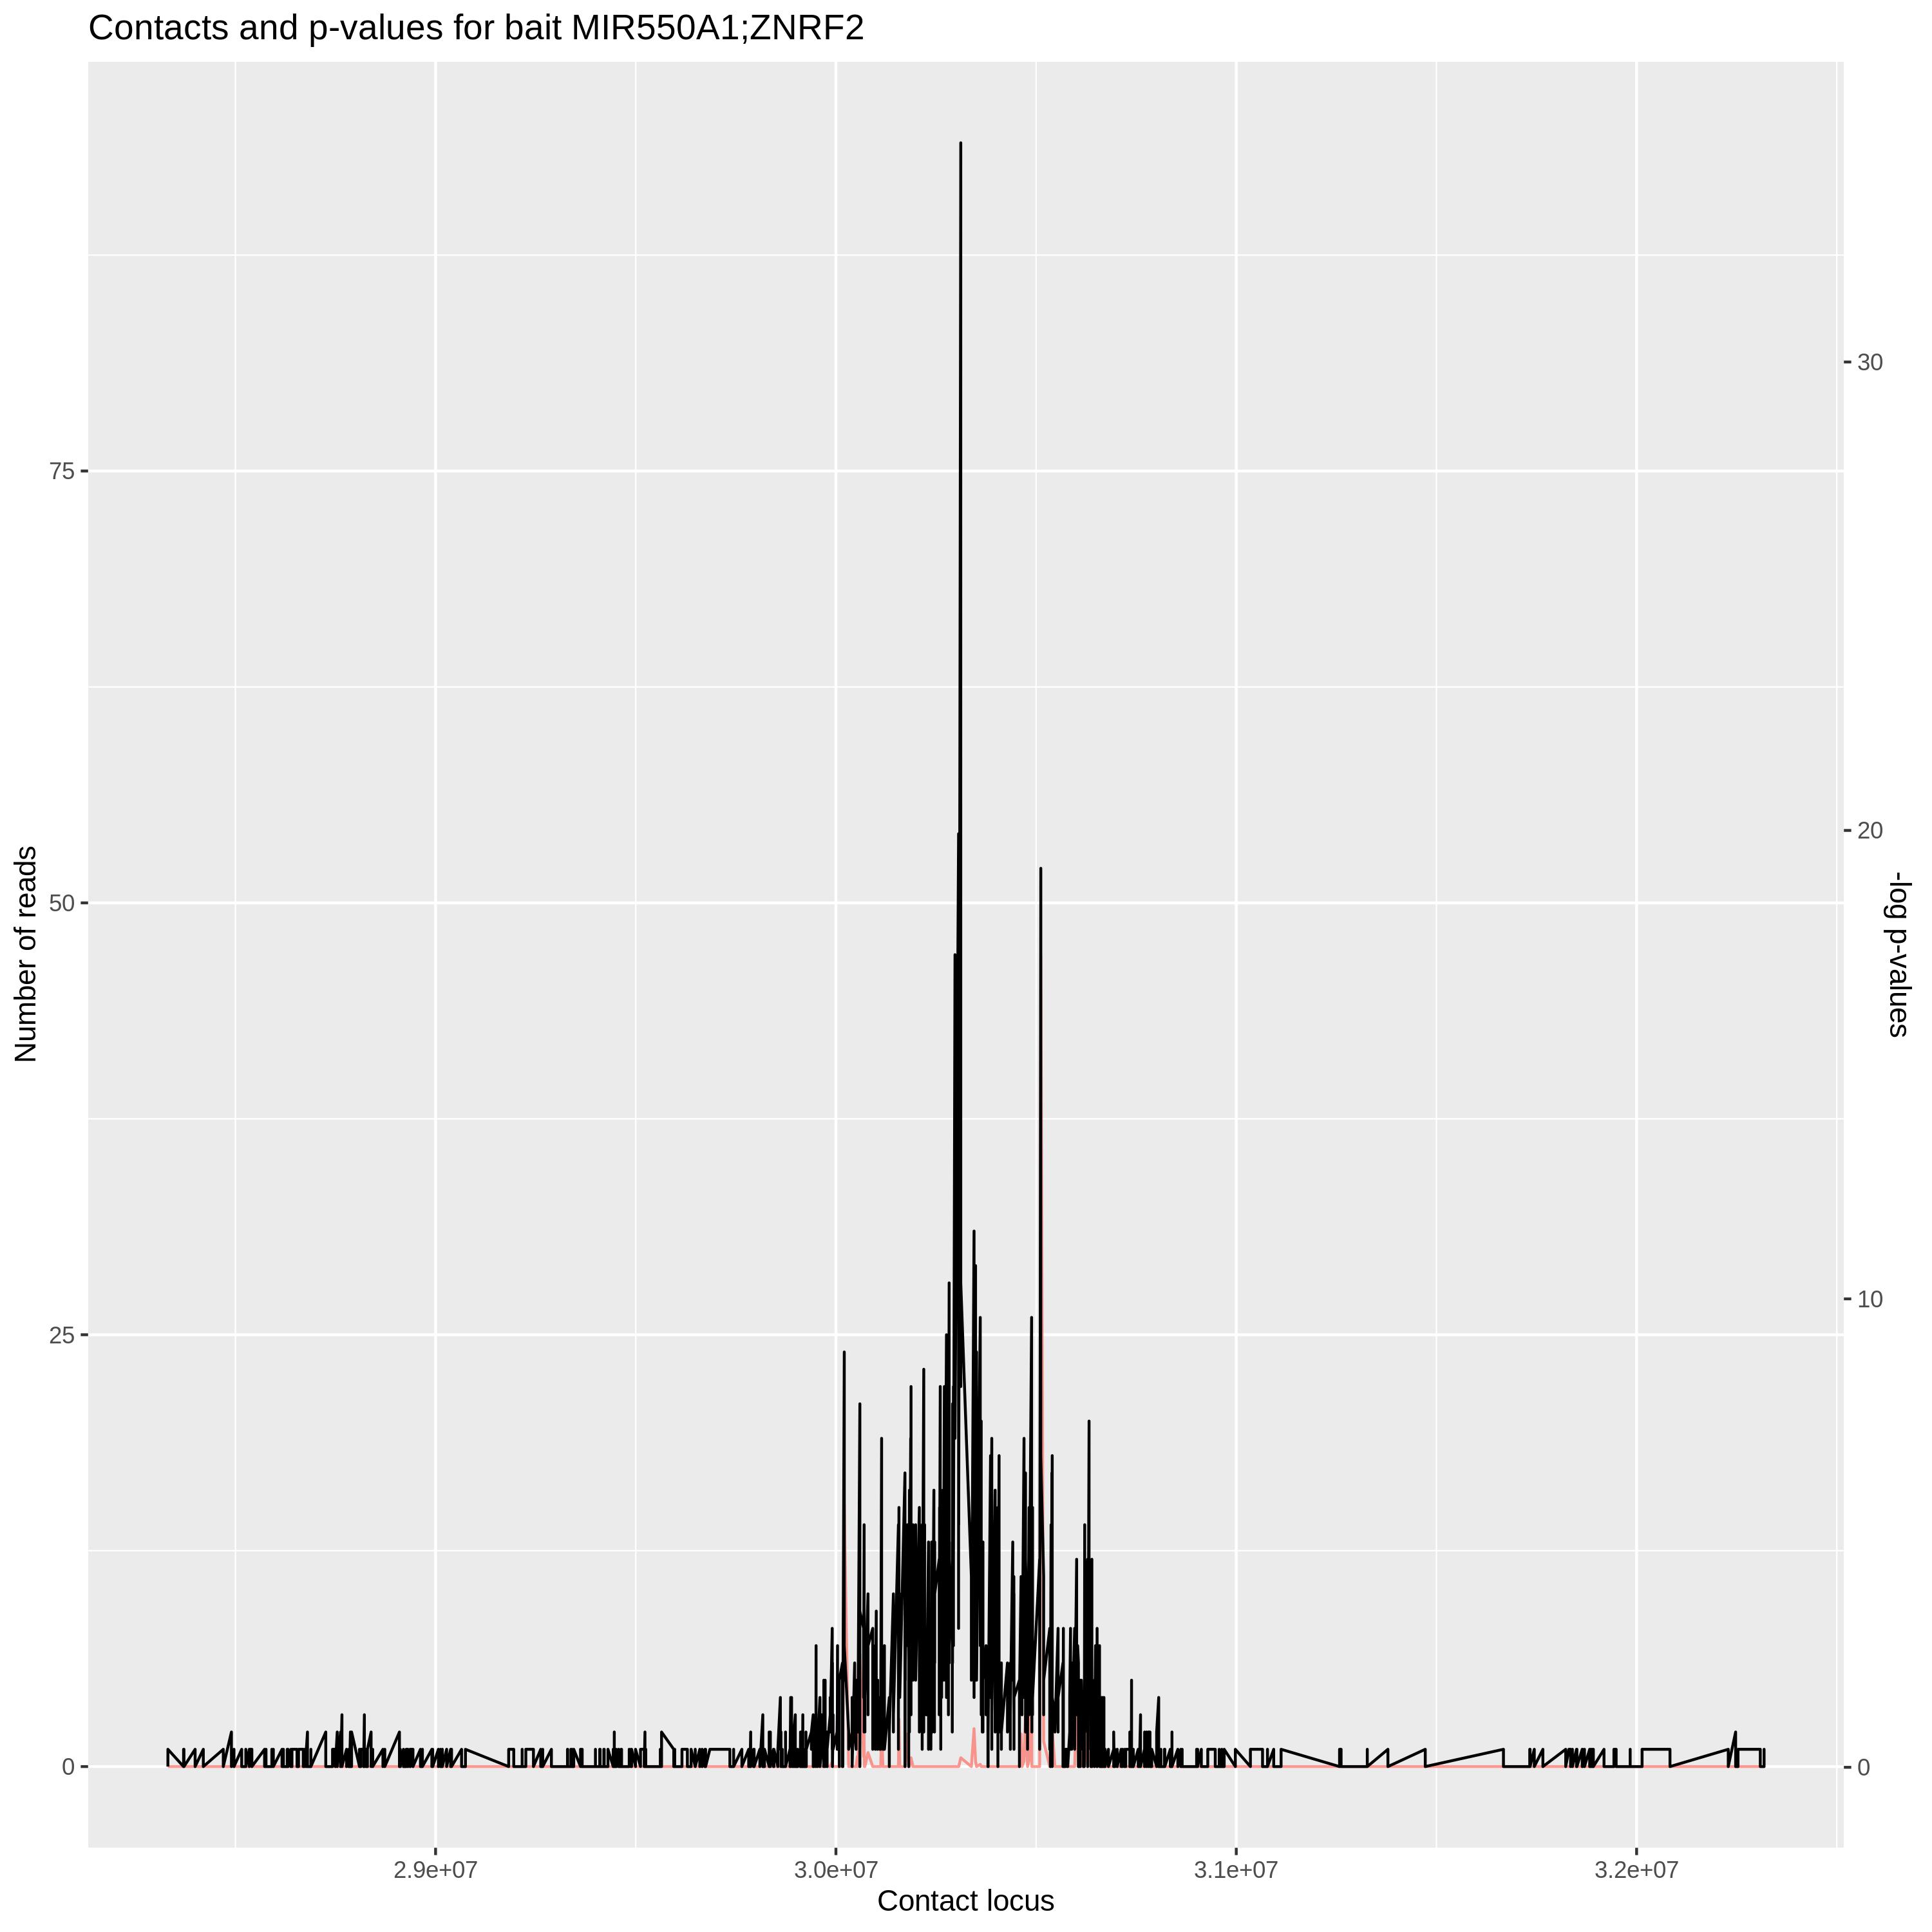 Contacts and p-values for bait MIR550A1;ZNRF2
Number of reads
75
50
25
0
30
20
10
0
-log p-values
2.9e+07 3.0e+07 3.1e+07 3.2e+07
Contact locus